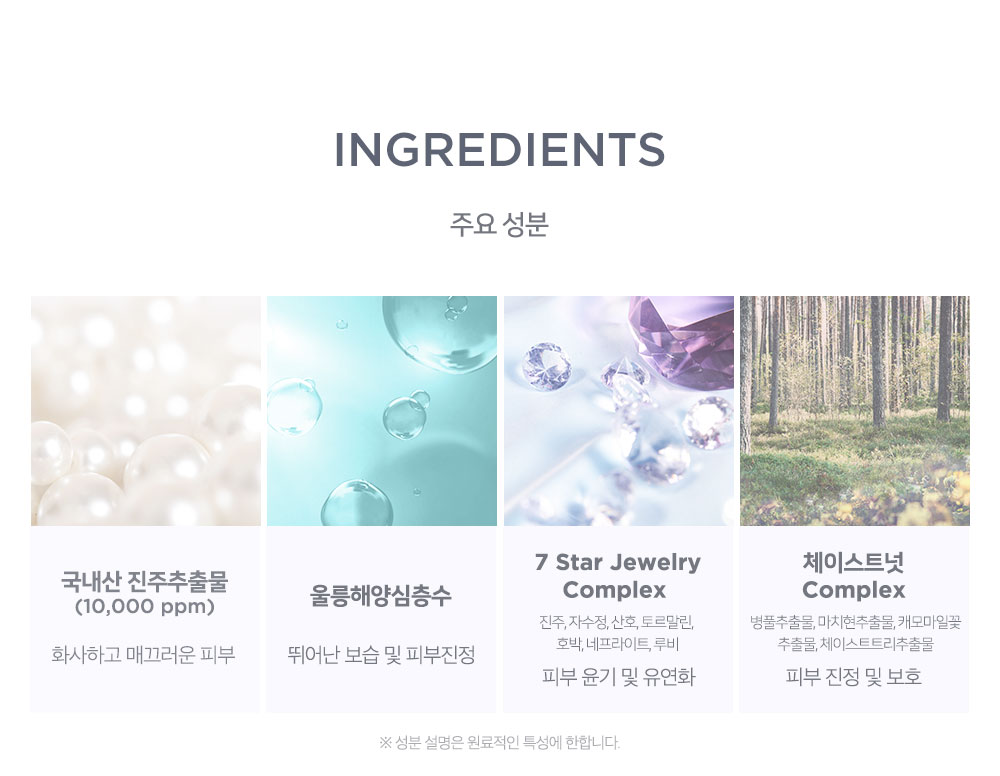 INGREDIENTS
주요 성분
국내산 진주추출물
(10,000 ppm)
화사하고 매끄러운 피부
울릉해양심층수
뛰어난 보습 및 피부진정
7 Star Jewelry
Complex
진주, 자수정, 산호, 토르말린,
호박, 네프라이트, 루비
피부 윤기 및 유연화
체이스트넛
Complex
병풀추출물, 마치현추출물, 캐모마일꽃
추출물, 체이스트트리추출물
피부 진정 및 보호
※ 성분 설명은 원료적인 특성에 한합니다.